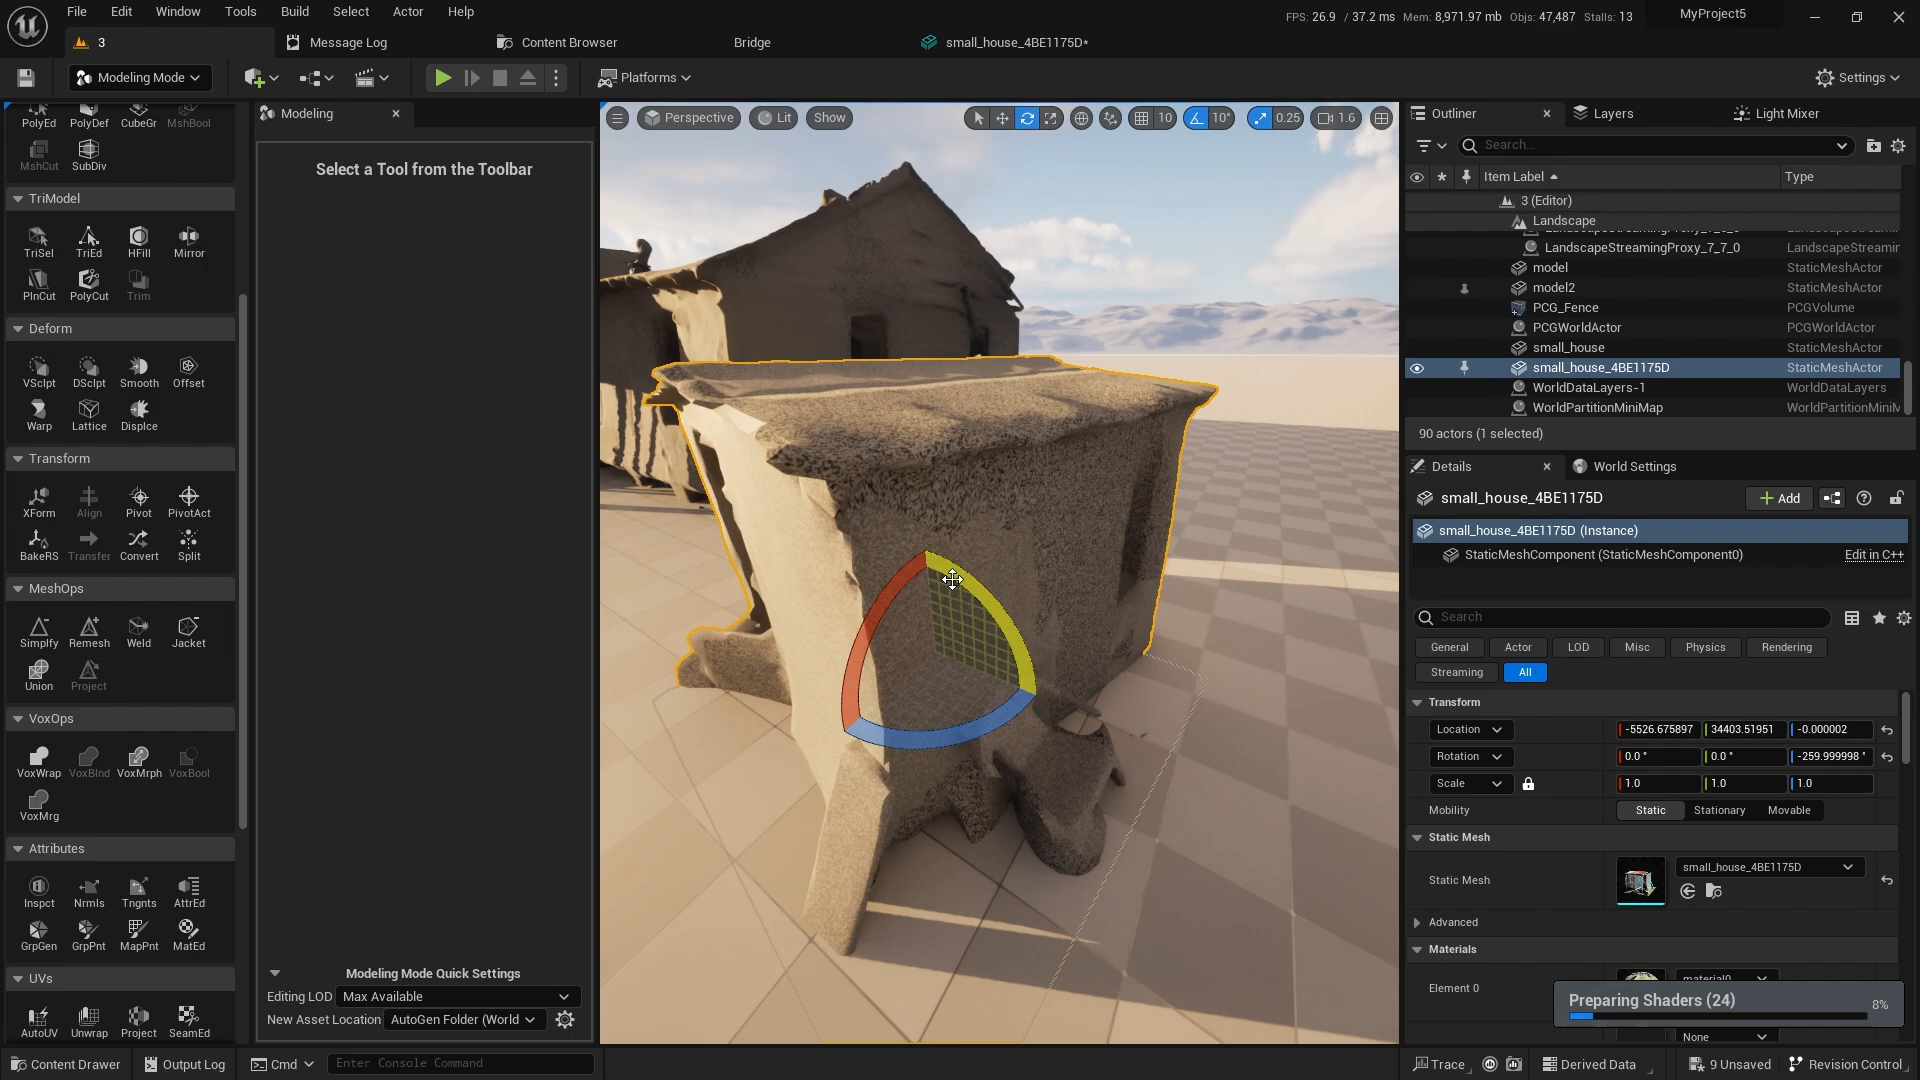 File Edit Window Tools Build Select Actor Help
FPS: 26.9 / 37.2 ms Mem: 8,971.97 mb Objs: 47,487 Stalls: 13
MyProject5
3
Message Log
Content Browser
Bridge
small_house_4BE1175D*
Modeling Mode
Platforms
Settings
PolyEd PolyDef CubeGr MshBool
MshCut SubDiv
TriModel
TriSel TriEd HFill Mirror
PlnCut PolyCut Trim
Deform
VSclpt DSclpt Smooth Offset
Warp Lattice Displce
Transform
XForm Align Pivot PivotAct
BakeRS Transfer Convert Split
MeshOps
Simplfy Remesh Weld Jacket
Union Project
VoxOps
VoxWrap VoxBlnd VoxMrph VoxBool
VoxMrg
Attributes
Inspct Nrmls Tngnts AttrEd
GrpGen GrpPnt MapPnt MatEd
UVs
AutoUV Unwrap Project SeamEd
Modeling
Select a Tool from the Toolbar
Modeling Mode Quick Settings
Editing LOD Max Available
New Asset Location AutoGen Folder (World
Perspective Lit Show
10 10° 0.25 1.6
Outliner Layers Light Mixer
Search...
Item Label Type
3 (Editor)
Landscape
LandscapeStreamingProxy_7_7_0 LandscapeStreamin
model StaticMeshActor
model2 StaticMeshActor
PCG_Fence PCGVolume
PCGWorldActor PCGWorldActor
small_house StaticMeshActor
small_house_4BE1175D StaticMeshActor
WorldDataLayers-1 WorldDataLayers
WorldPartitionMiniMap WorldPartitionMiniM
90 actors (1 selected)
Details World Settings
small_house_4BE1175D
Add
small_house_4BE1175D (Instance)
StaticMeshComponent (StaticMeshComponent0) Edit in C++
Search
General Actor LOD Misc Physics Rendering
Streaming All
Transform
Location -5526.675897 34403.51951 -0.000002
Rotation 0.0 ° 0.0 ° -259.999998 °
Scale 1.0 1.0 1.0
Mobility Static Stationary Movable
Static Mesh
Static Mesh small_house_4BE1175D
Advanced
Materials
Element 0 material0
Preparing Shaders (24) 8%
None
Content Drawer Output Log Cmd Enter Console Command
Trace Derived Data 9 Unsaved Revision Control